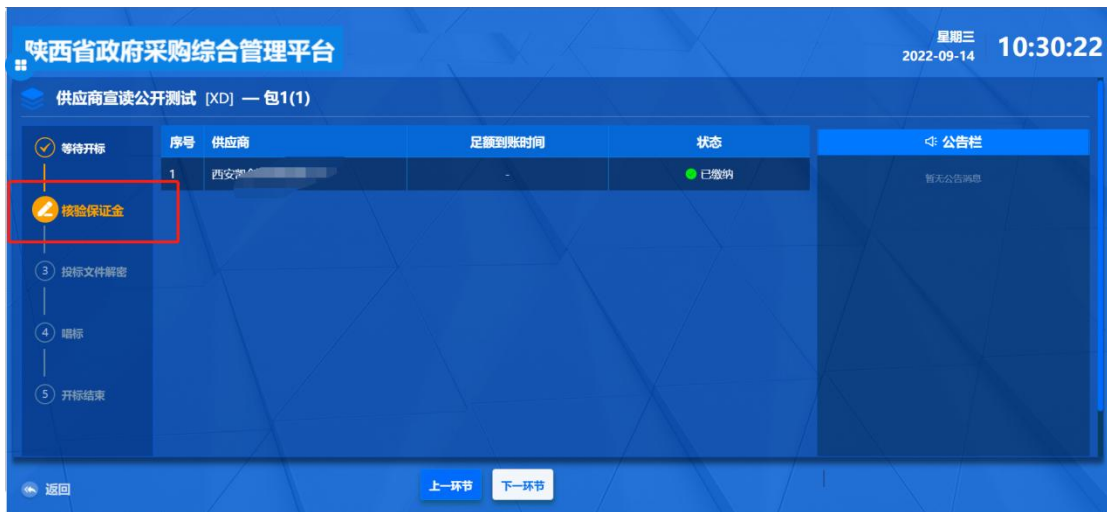 陕西省政府采购综合管理平台
星期三
2022-09-14
10:30:22
供应商宣读公开测试 [XD] — 包1(1)
等待开标
核验保证金
3 投标文件解密
4 唱标
5 开标结束
序号 供应商 足额到账时间 状态
1 西安 - 已缴纳
公告栏
暂无公告消息
返回
上一环节 下一环节